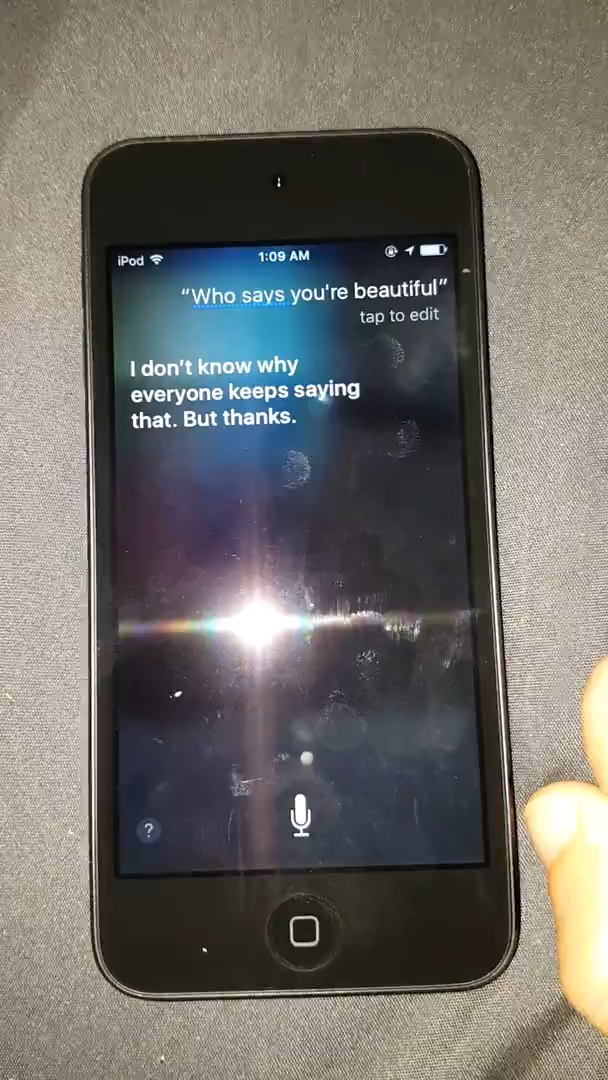 iPod 1:09 AM
“Who says you're beautiful”
tap to edit
I don't know why
everyone keeps saying
that. But thanks.
?